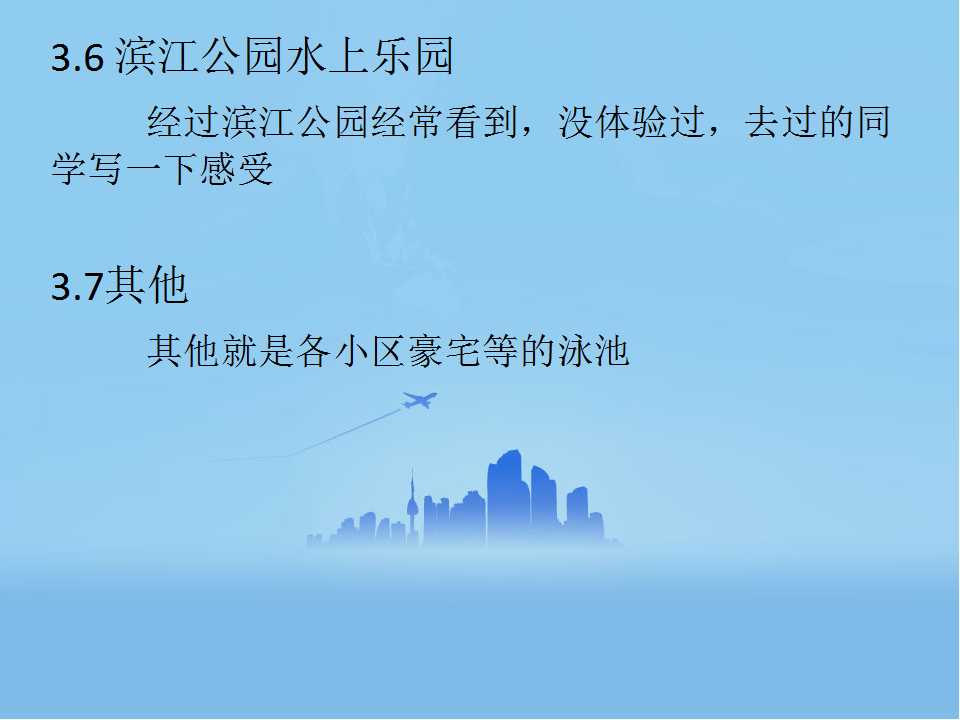 3.6 滨江公园水上乐园
经过滨江公园经常看到，没体验过，去过的同
学写一下感受
3.7其他
其他就是各小区豪宅等的泳池